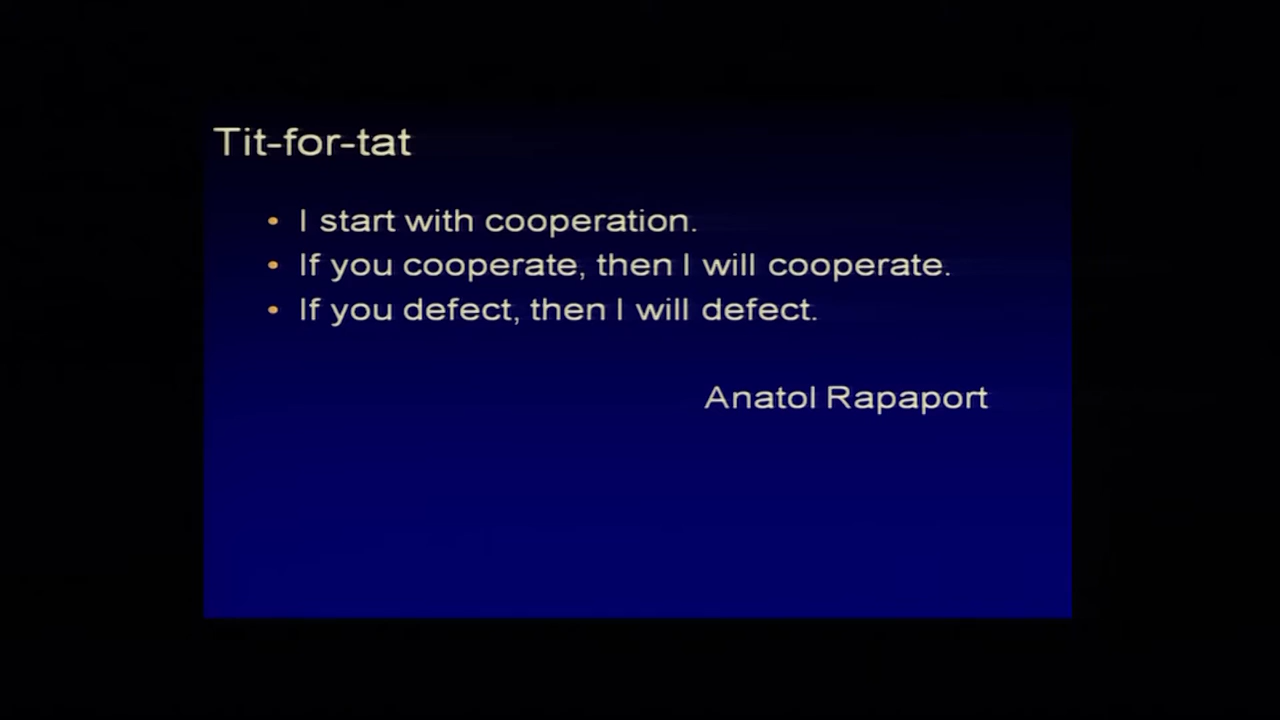 Tit-for-tat
• I start with cooperation.
• If you cooperate, then I will cooperate.
• If you defect, then I will defect.
Anatol Rapaport